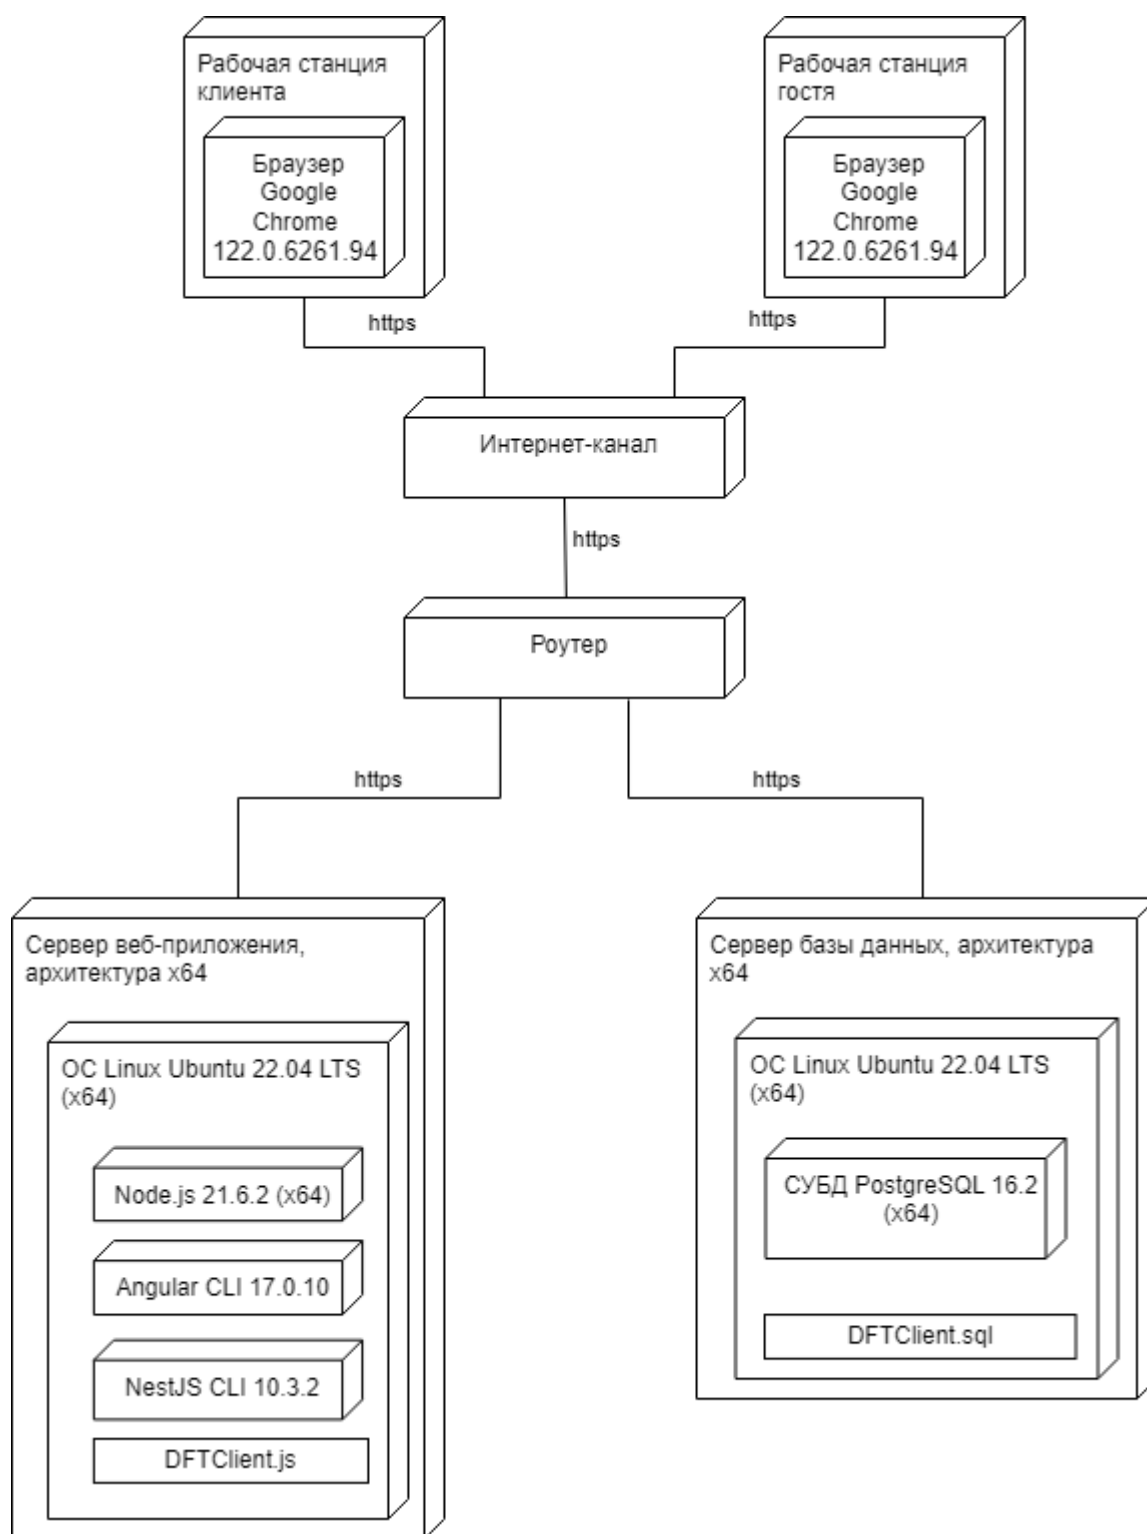 Рабочая станция
клиента
Браузер
Google
Chrome
122.0.6261.94
Рабочая станция
гостя
Браузер
Google
Chrome
122.0.6261.94
https
https
Интернет-канал
https
Роутер
https
https
Сервер веб-приложения,
архитектура x64
ОС Linux Ubuntu 22.04 LTS
(x64)
Node.js 21.6.2 (x64)
Angular CLI 17.0.10
NestJS CLI 10.3.2
DFTClient.js
Сервер базы данных, архитектура
x64
ОС Linux Ubuntu 22.04 LTS
(x64)
СУБД PostgreSQL 16.2
(x64)
DFTClient.sql